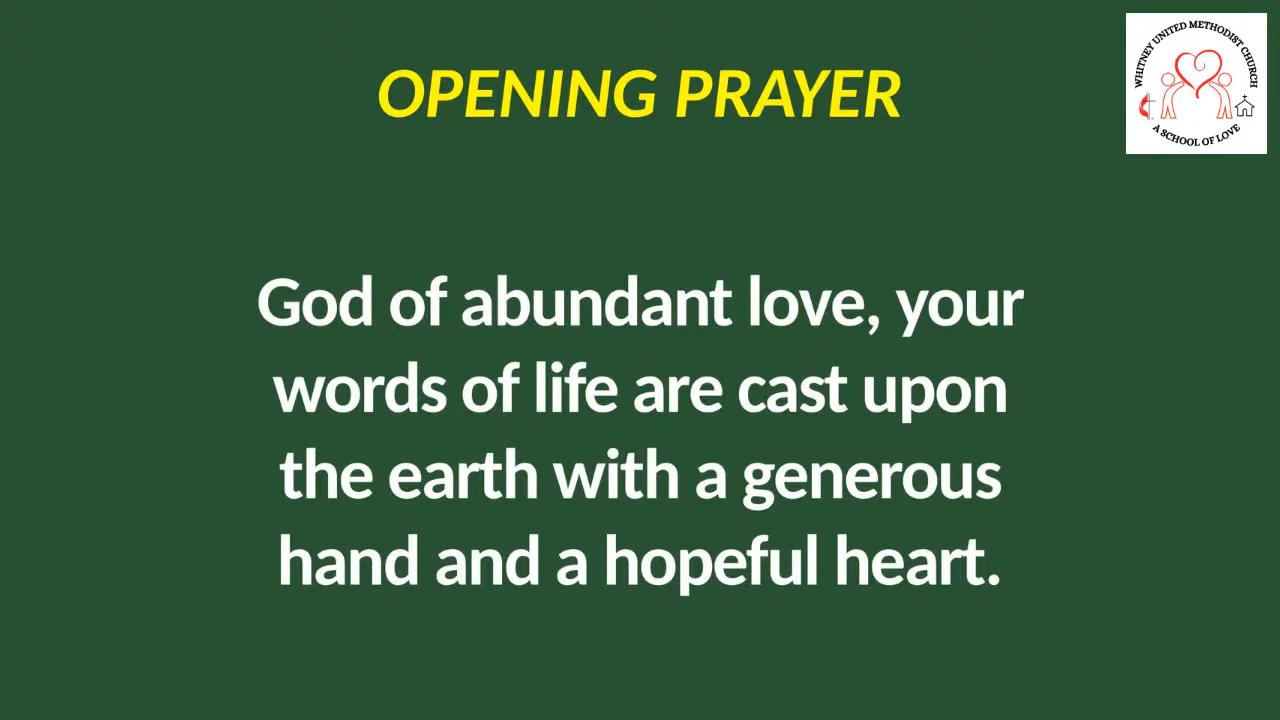 OPENING PRAYER
WHITNEY UNITED METHODIST CHURCH
A SCHOOL OF LOVE
God of abundant love, your
words of life are cast upon
the earth with a generous
hand and a hopeful heart.